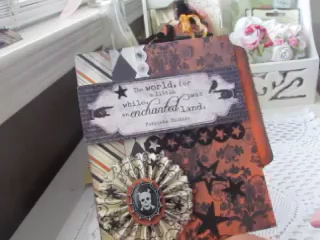 The world, for
a little
while, was
an enchanted land.